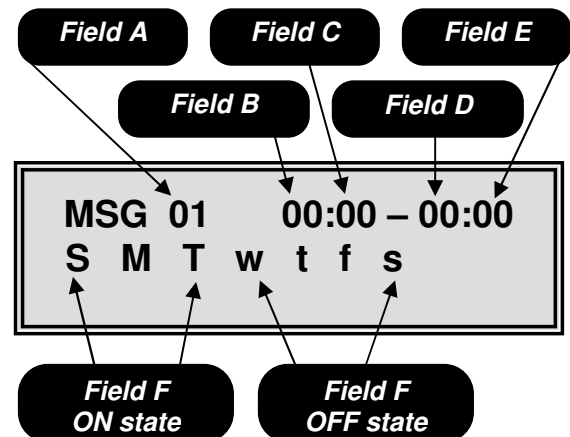 Field A
Field C
Field E
Field B
Field D
MSG 01 00:00 – 00:00
S M T w t f s
Field F
ON state
Field F
OFF state